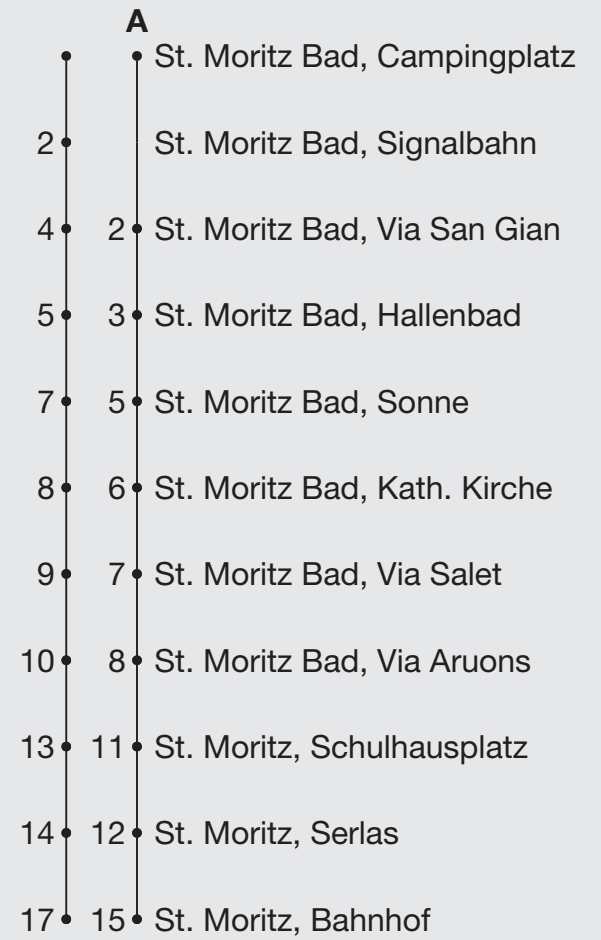 A
St. Moritz Bad, Campingplatz
2 St. Moritz Bad, Signalbahn
4 2 St. Moritz Bad, Via San Gian
5 3 St. Moritz Bad, Hallenbad
7 5 St. Moritz Bad, Sonne
8 6 St. Moritz Bad, Kath. Kirche
9 7 St. Moritz Bad, Via Salet
10 8 St. Moritz Bad, Via Aruons
13 11 St. Moritz, Schulhausplatz
14 12 St. Moritz, Serlas
17 15 St. Moritz, Bahnhof